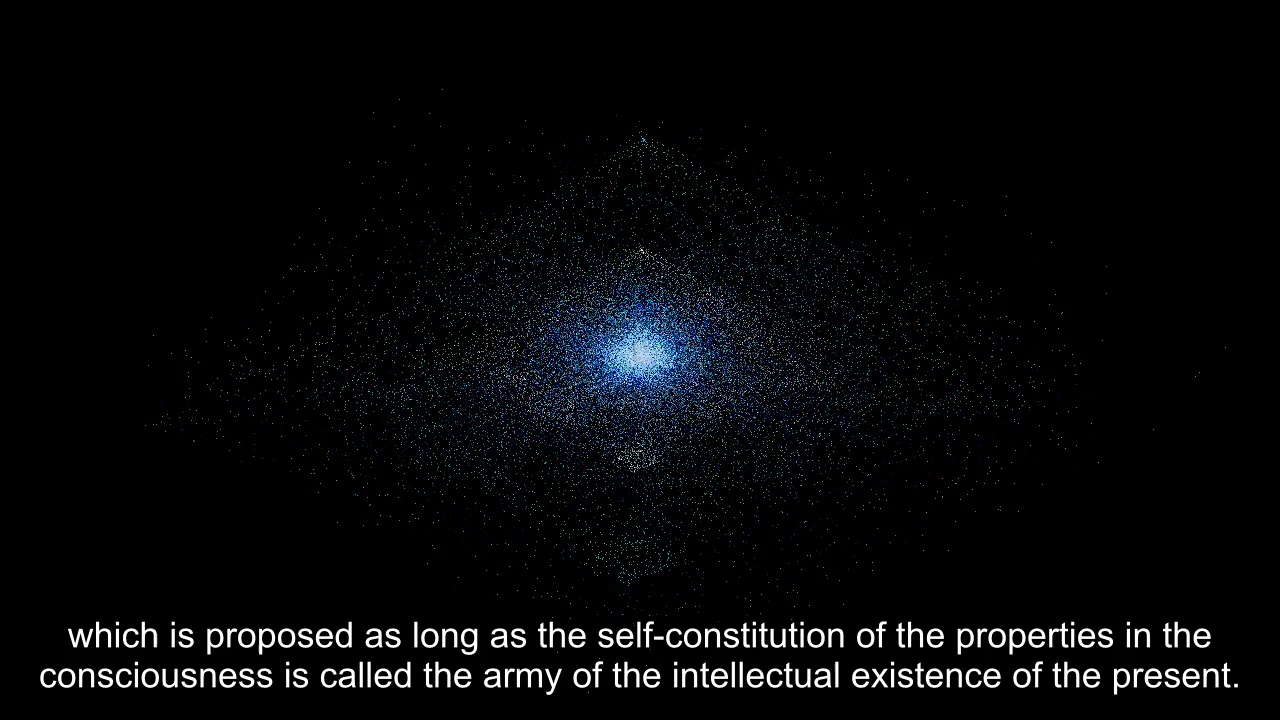 which is proposed as long as the self-constitution of the properties in the
consciousness is called the army of the intellectual existence of the present.